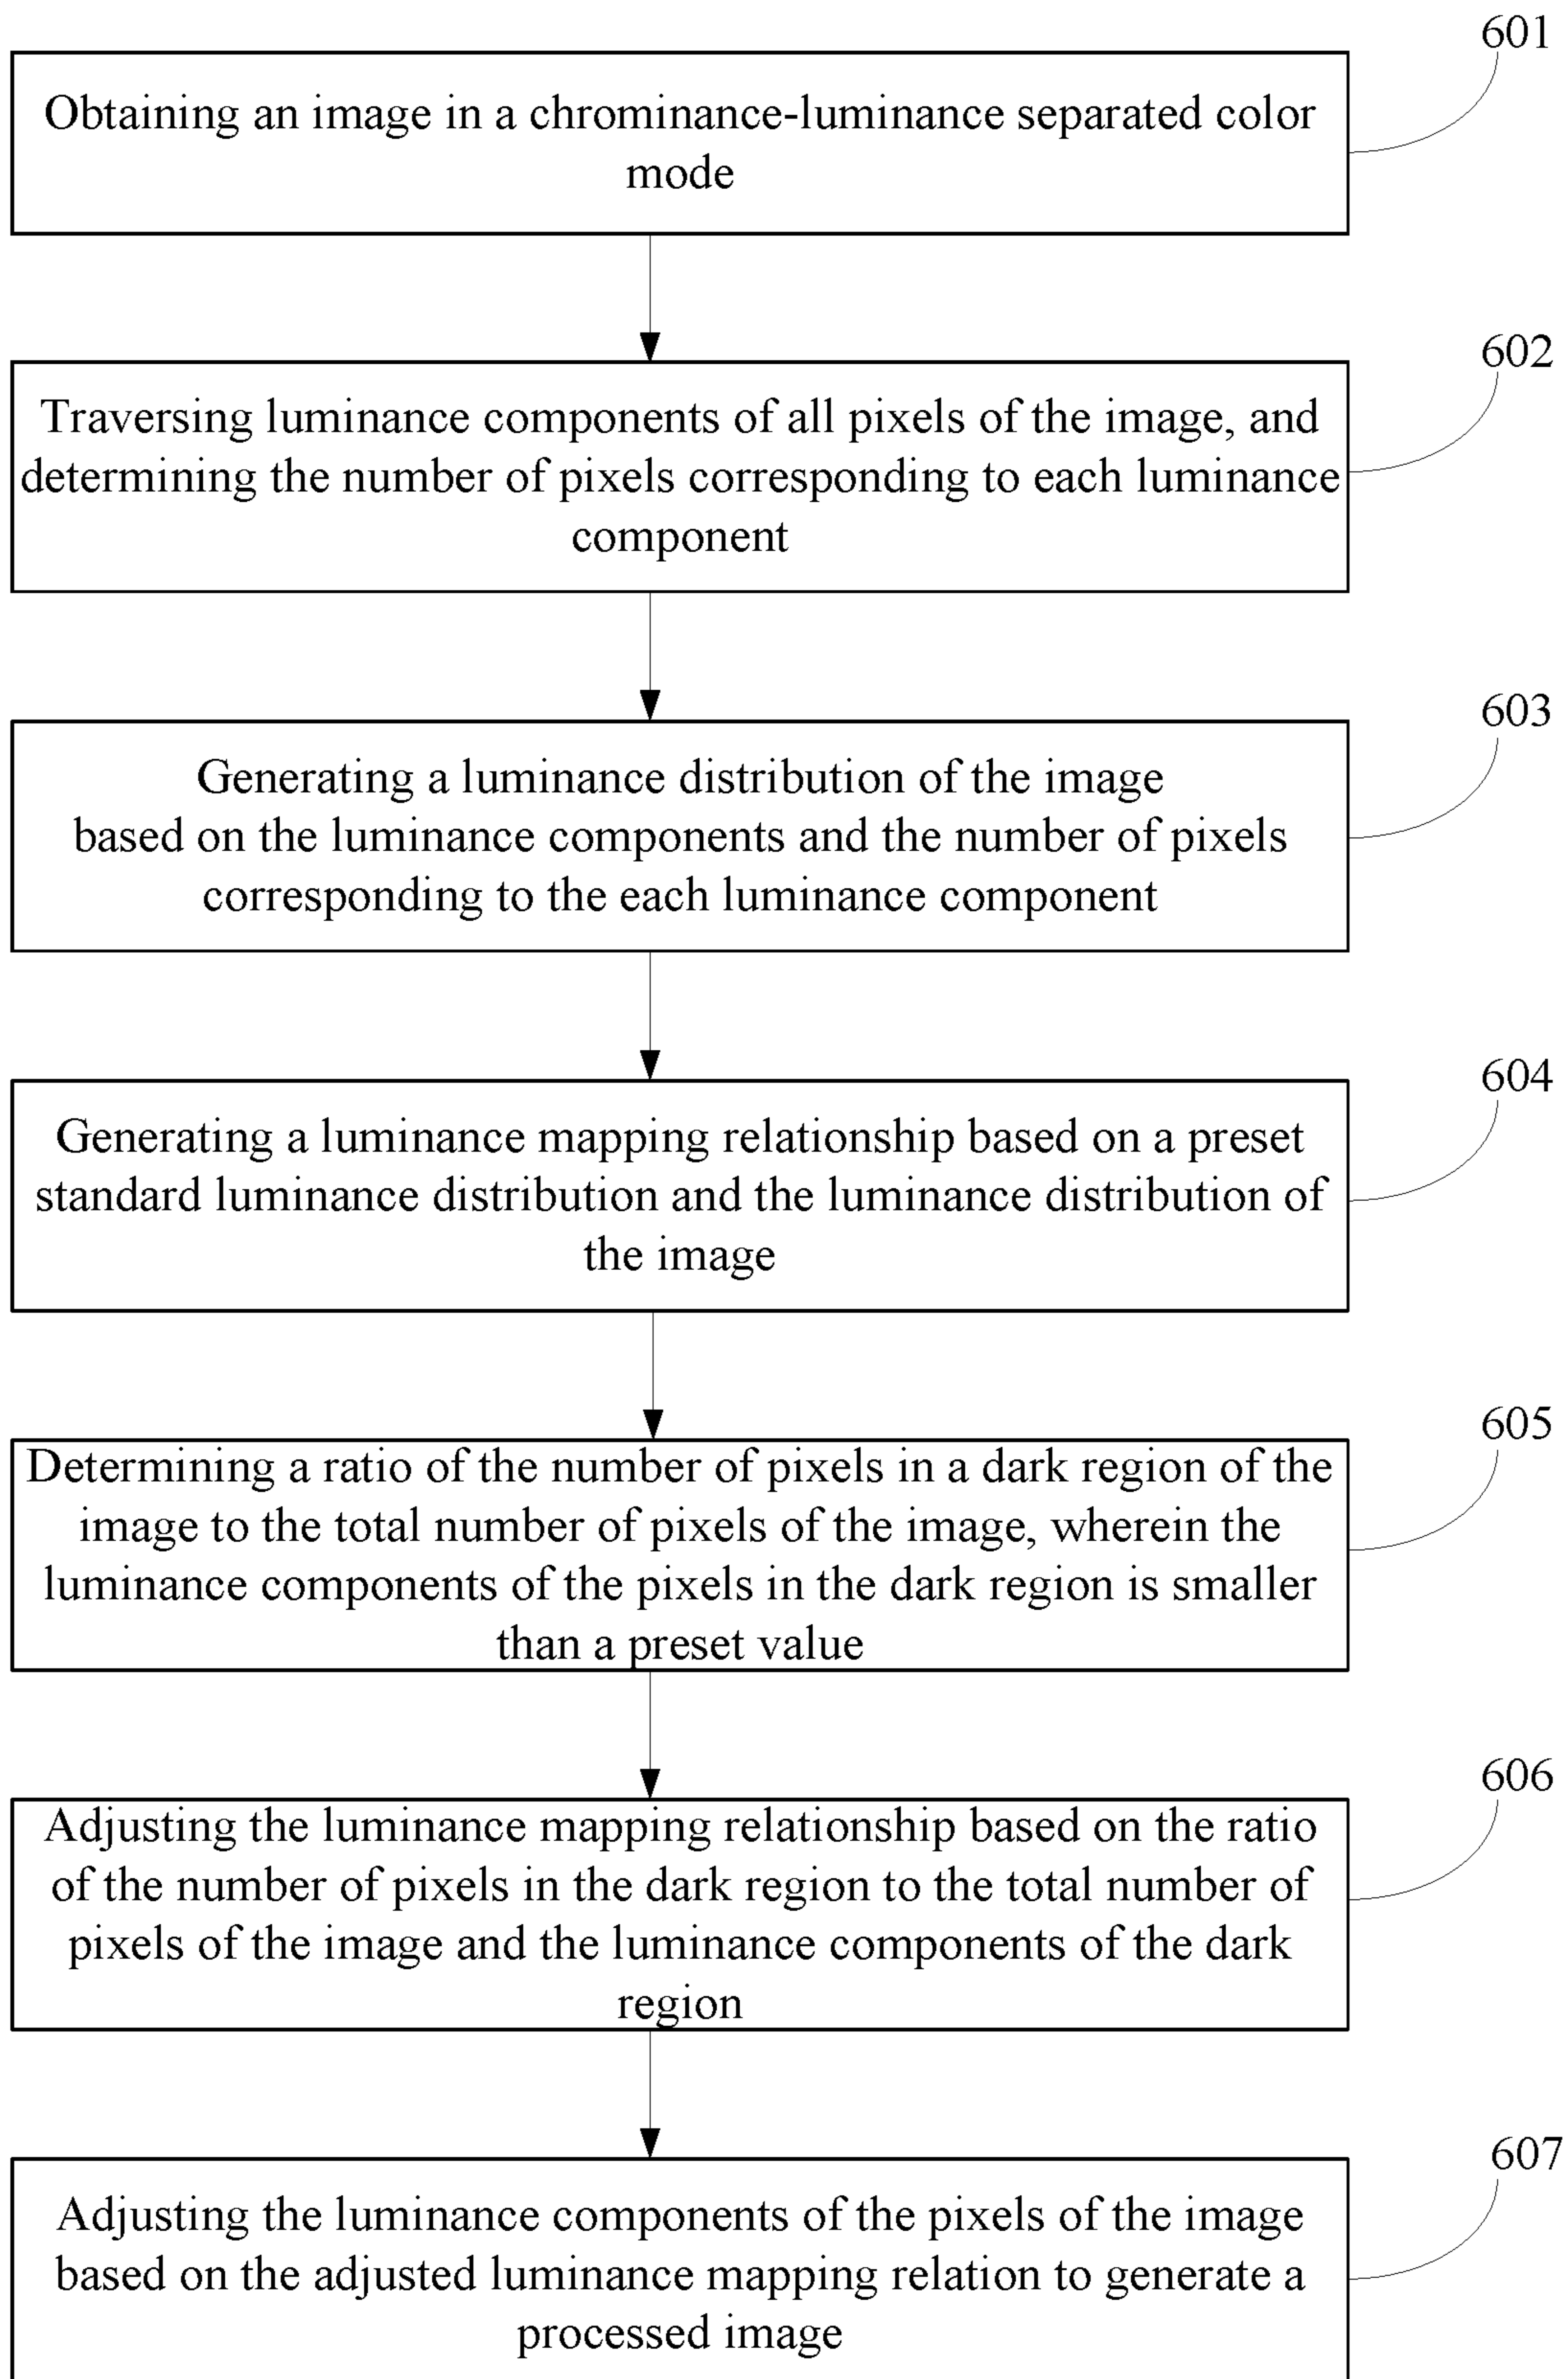 601
Obtaining an image in a chrominance-luminance separated color
mode
602
Traversing luminance components of all pixels of the image, and
determining the number of pixels corresponding to each luminance
component
603
Generating a luminance distribution of the image
based on the luminance components and the number of pixels
corresponding to the each luminance component
604
Generating a luminance mapping relationship based on a preset
standard luminance distribution and the luminance distribution of
the image
605
Determining a ratio of the number of pixels in a dark region of the
image to the total number of pixels of the image, wherein the
luminance components of the pixels in the dark region is smaller
than a preset value
606
Adjusting the luminance mapping relationship based on the ratio
of the number of pixels in the dark region to the total number of
pixels of the image and the luminance components of the dark
region
607
Adjusting the luminance components of the pixels of the image
based on the adjusted luminance mapping relation to generate a
processed image